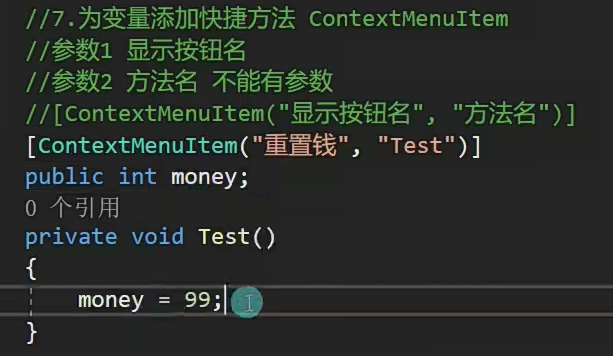 //7.为变量添加快捷方法 ContextMenuItem
//参数1 显示按钮名
//参数2 方法名 不能有参数
//[ContextMenuItem("显示按钮名", "方法名")]
[ContextMenuItem("重置钱", "Test")]
public int money;
0 个引用
private void Test()
{
money = 99;
}